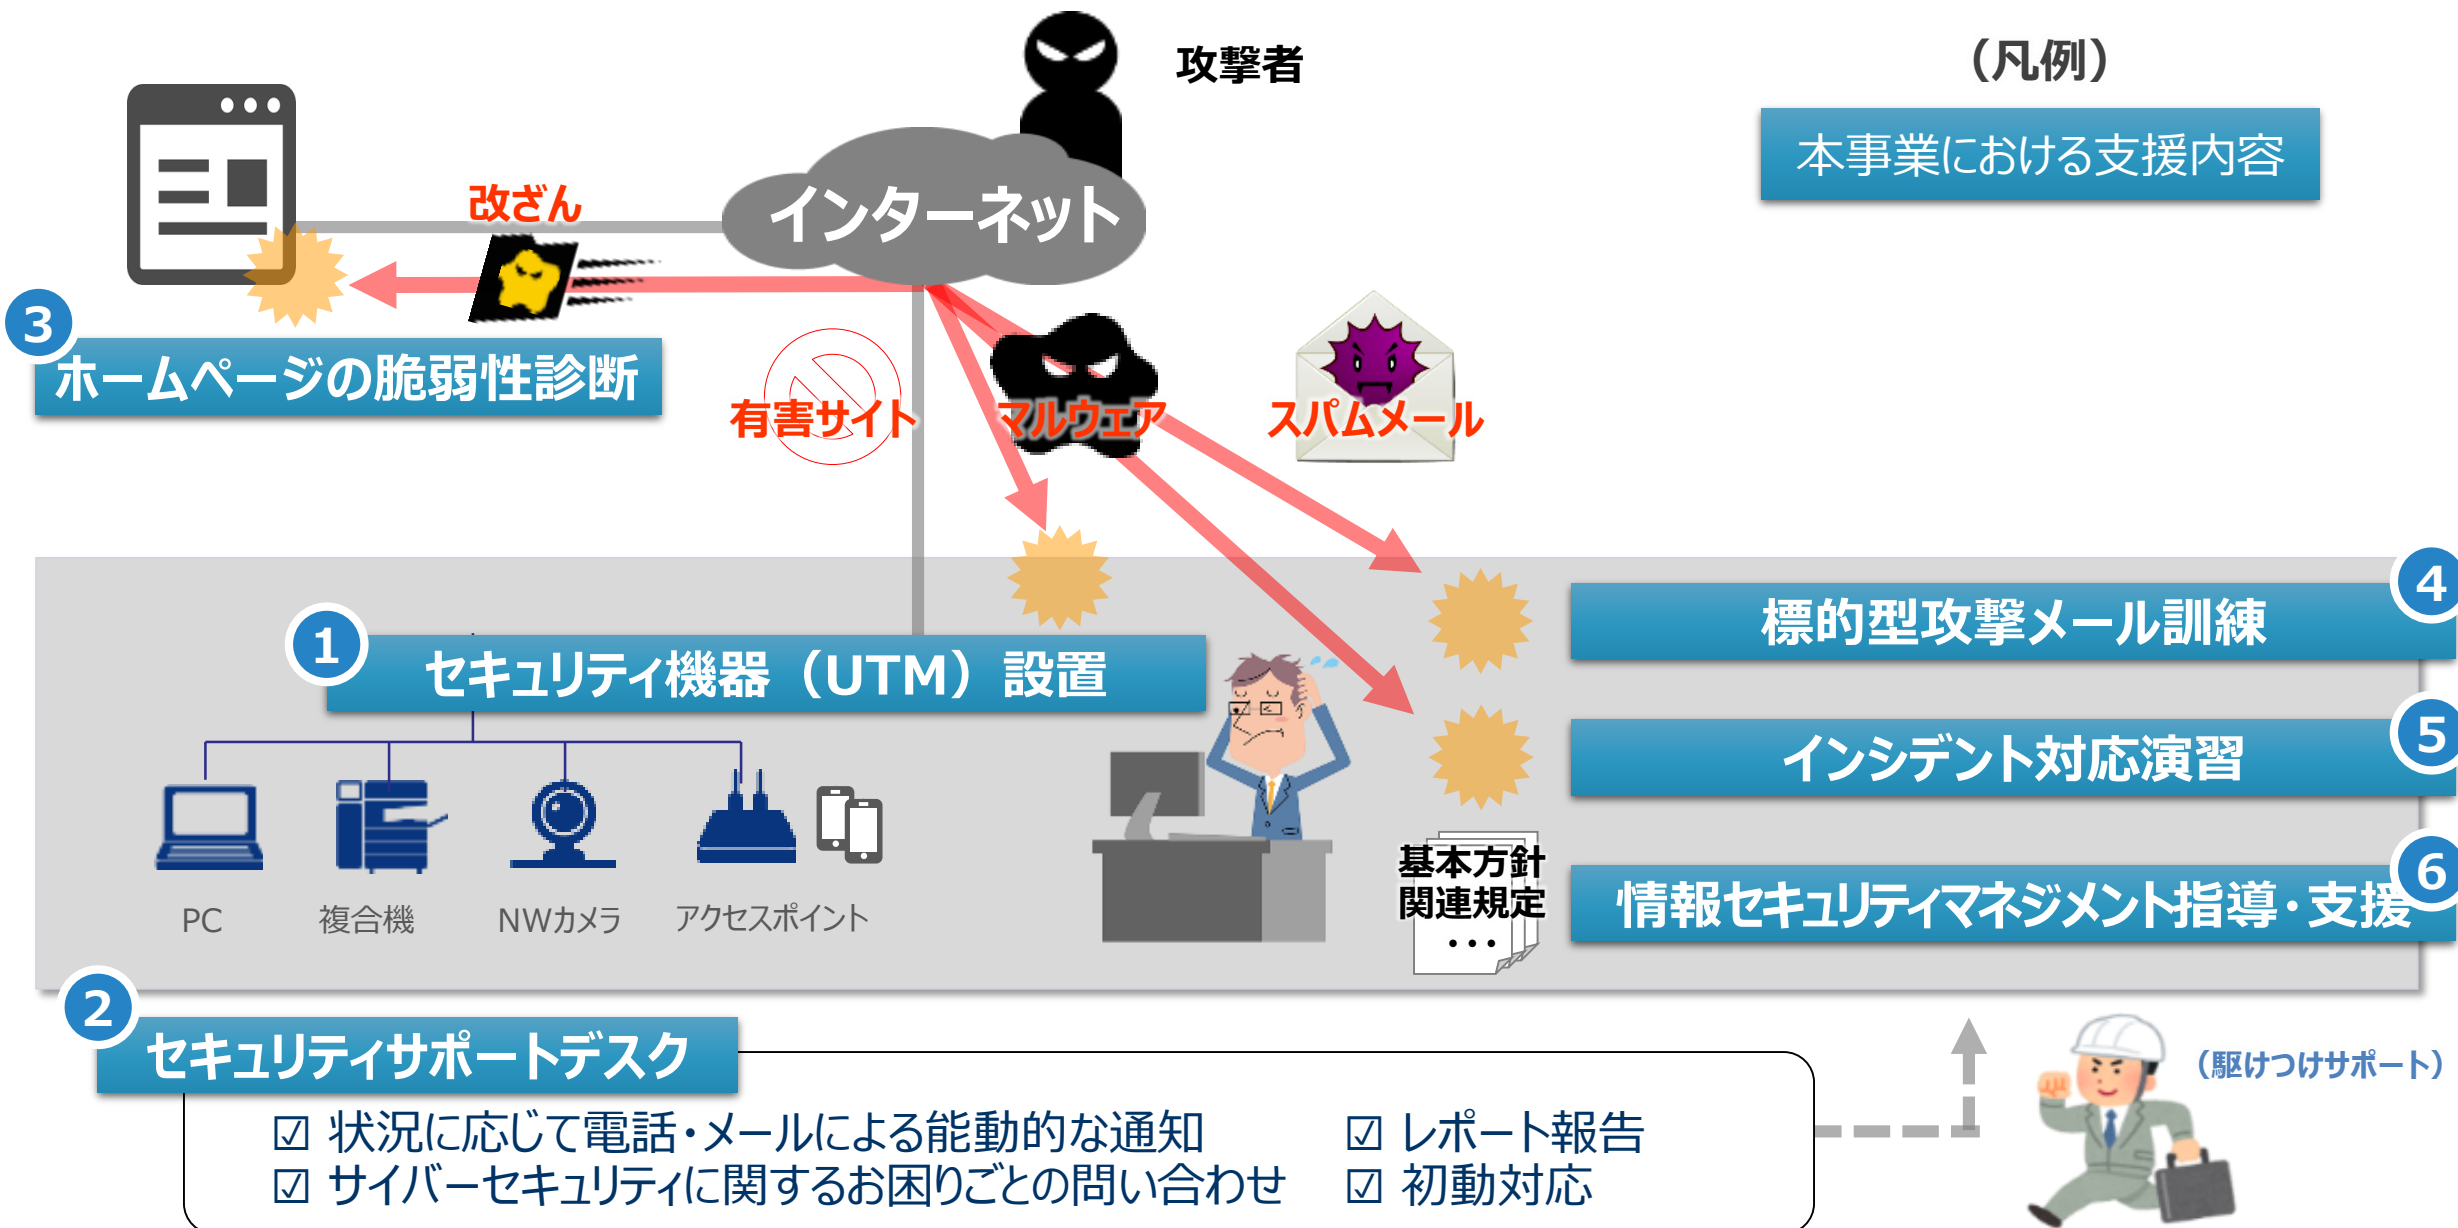 攻撃者
（凡例）
本事業における支援内容
改ざん
インターネット
3
ホームページの脆弱性診断
有害サイト
マルウェア
スパムメール
1
セキュリティ機器（UTM）設置
4
標的型攻撃メール訓練
5
インシデント対応演習
6
情報セキュリティマネジメント指導・支援
基本方針
関連規定
・・・
PC
複合機
NWカメラ
アクセスポイント
2
セキュリティサポートデスク
☑ 状況に応じて電話・メールによる能動的な通知
☑ レポート報告
☑ サイバーセキュリティに関するお困りごとの問い合わせ
☑ 初動対応
（駆けつけサポート）